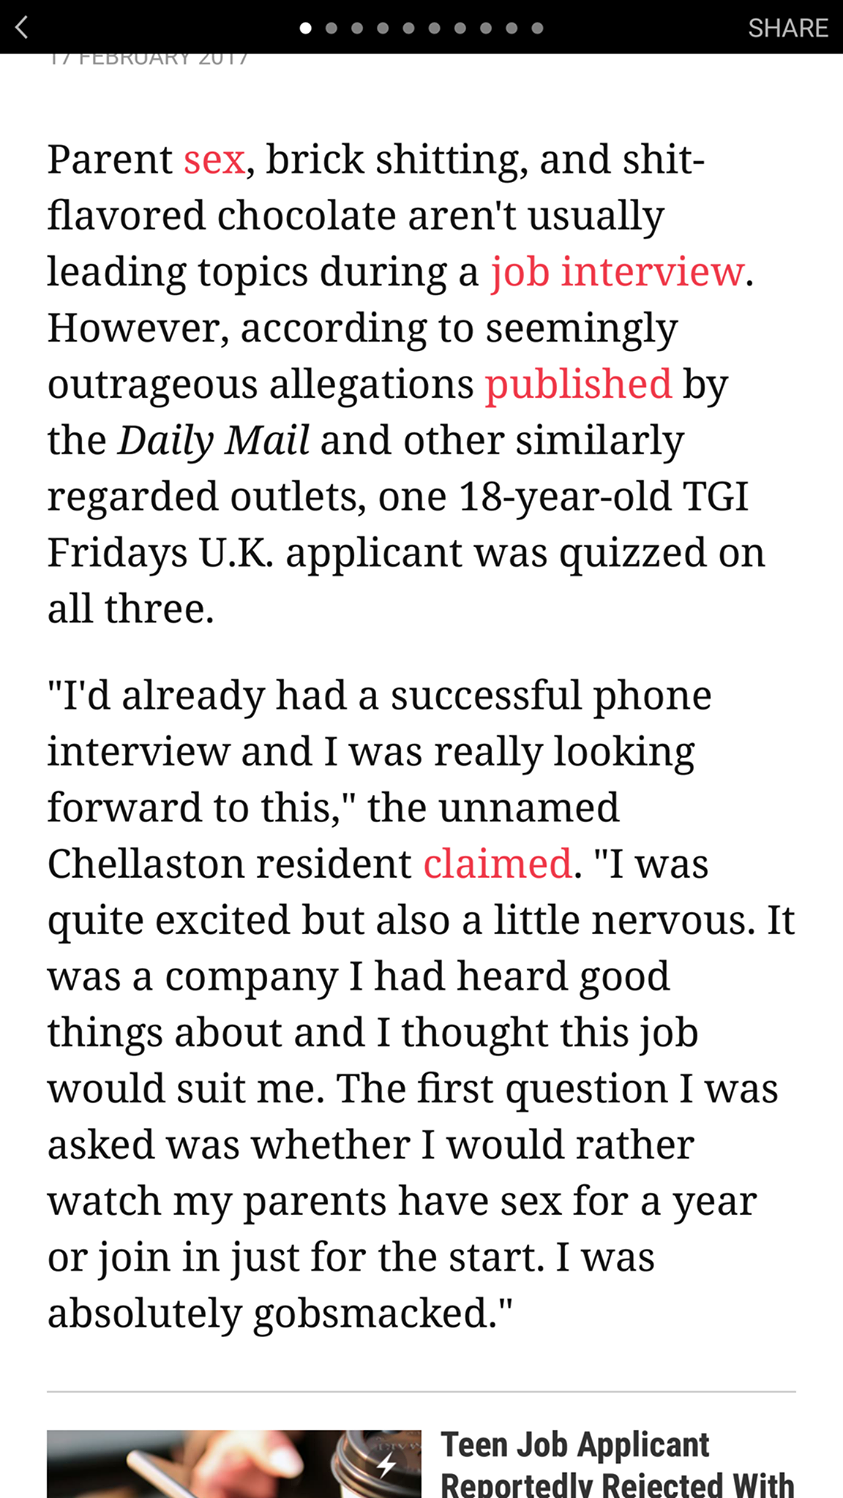 SHARE
17 FEBRUARY 2017
Parent sex, brick shitting, and shit-
flavored chocolate aren't usually
leading topics during a job interview.
However, according to seemingly
outrageous allegations published by
the Daily Mail and other similarly
regarded outlets, one 18-year-old TGI
Fridays U.K. applicant was quizzed on
all three.
"I'd already had a successful phone
interview and I was really looking
forward to this," the unnamed
Chellaston resident claimed. "I was
quite excited but also a little nervous. It
was a company I had heard good
things about and I thought this job
would suit me. The first question I was
asked was whether I would rather
watch my parents have sex for a year
or join in just for the start. I was
absolutely gobsmacked."
Teen Job Applicant
Reportedly Rejected With